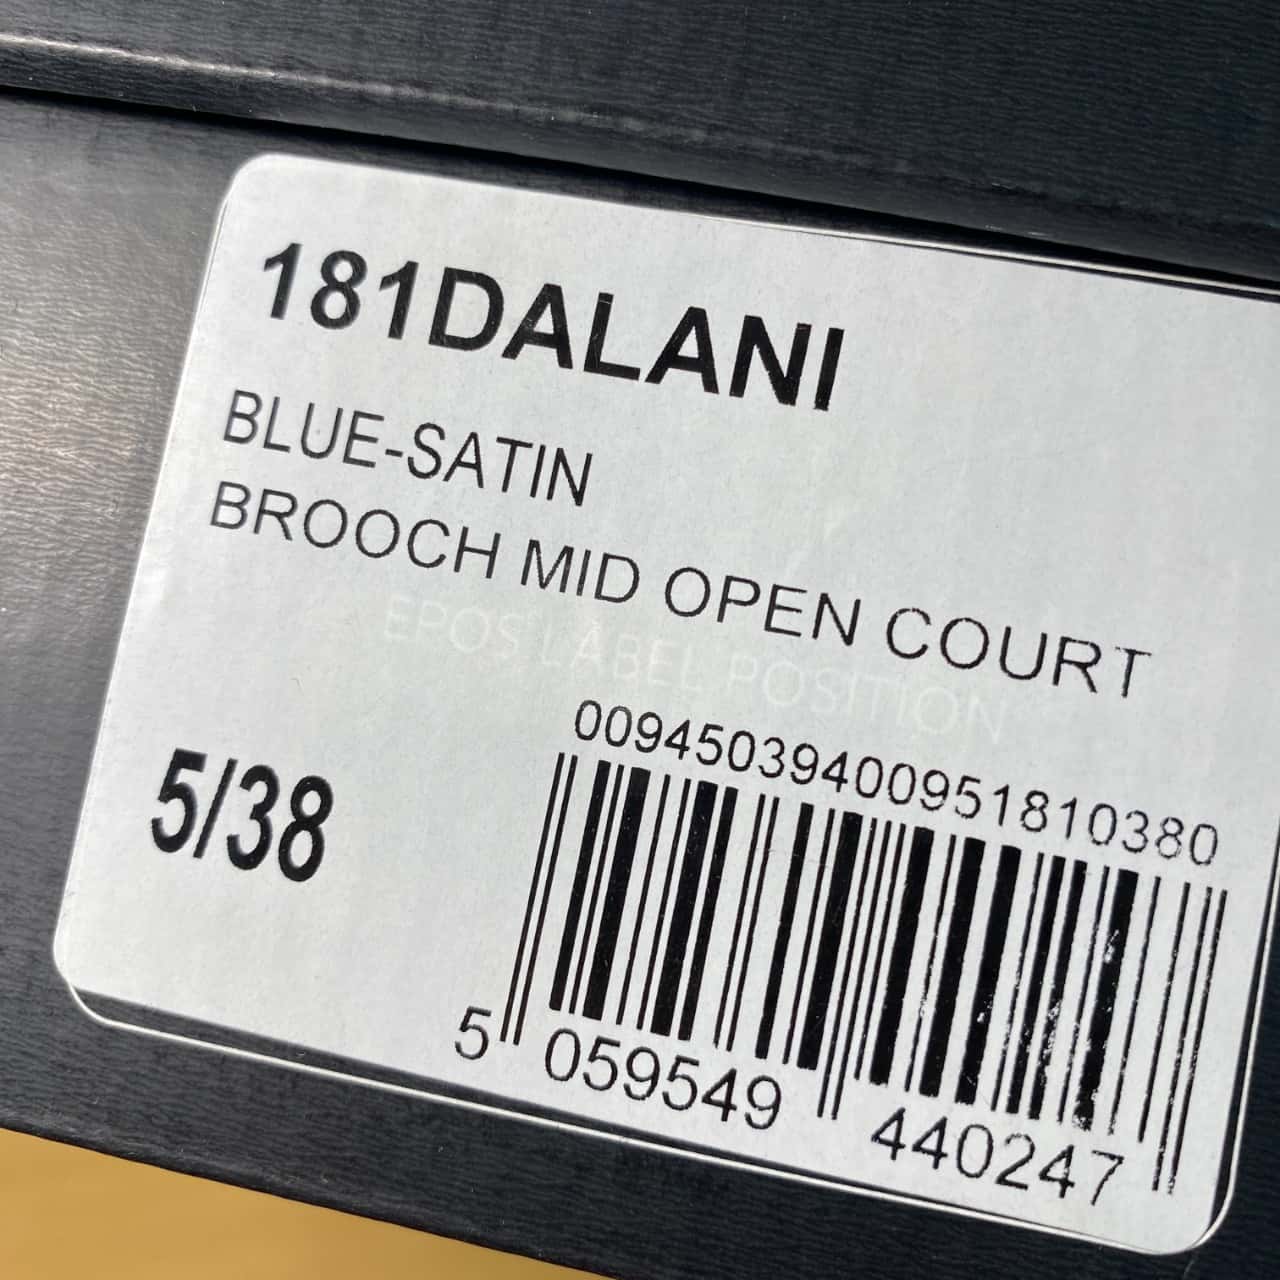 181DALANI
BLUE-SATIN
BROOCH MID OPEN COURT
EPOS LABEL POSITION
00945039400951810380
5/38
5 059549 440247